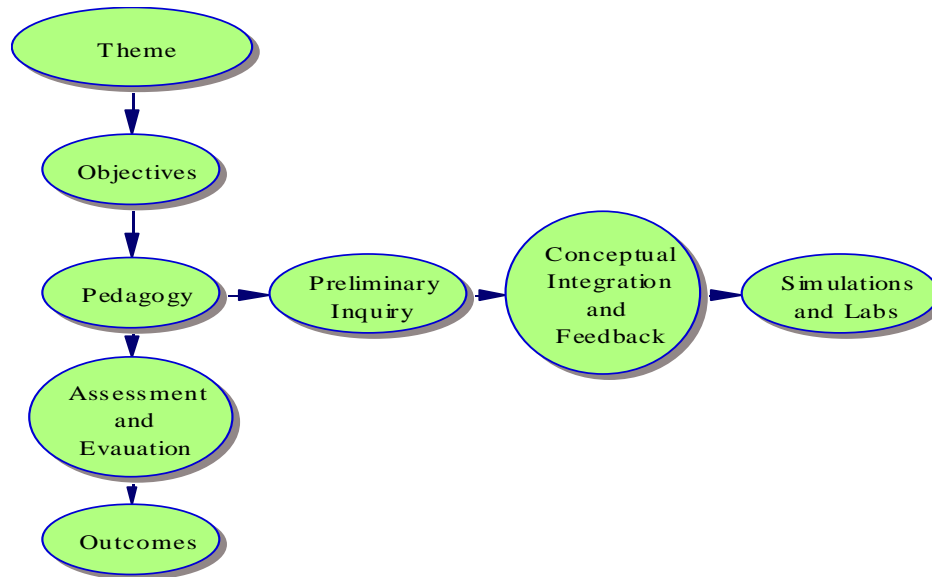 Theme
Objectives
Pedagogy
Preliminary
Inquiry
Conceptual
Integration
and
Feedback
Simulations
and Labs
Assessment
and
Evauation
Outcomes